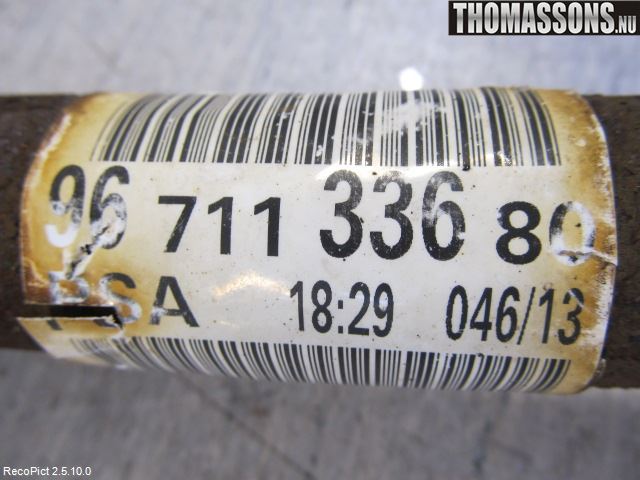 THOMASSONS.NU
96 711 336 80
PSA 18:29 046/13
RecoPict 2.5.10.0